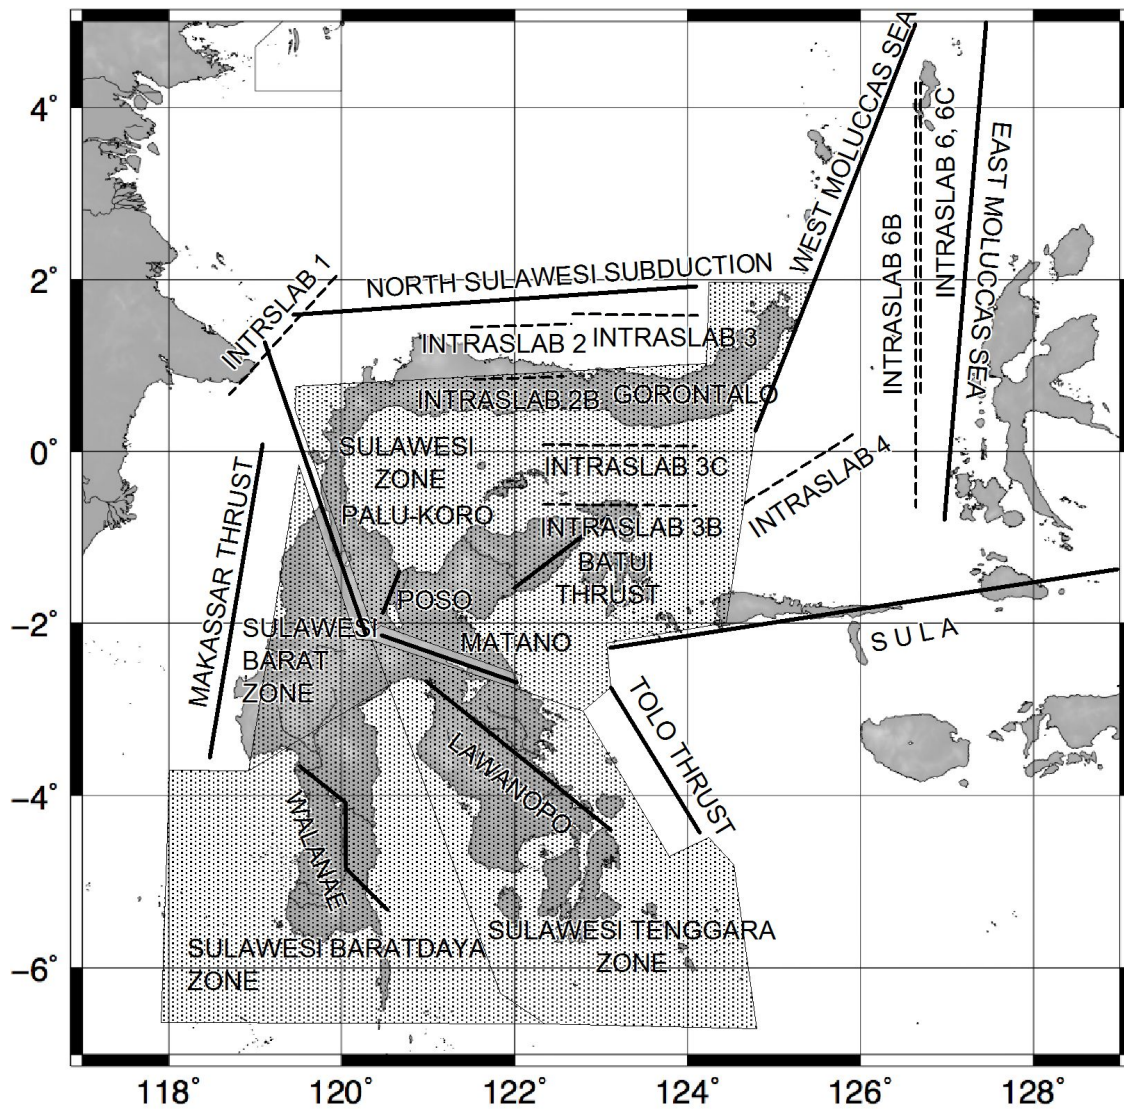 WEST MOLUCCAS SEA
4°
INTRASLAB 6, 6C
EAST MOLUCCAS SEA
INTRASLAB 6B
2°
INTRSLAB 1
NORTH SULAWESI SUBDUCTION
INTRASLAB 2
INTRASLAB 3
INTRASLAB 2B
GORONTALO
0°
SULAWESI
ZONE
INTRASLAB 3C
INTRASLAB 4
MAKASSAR THRUST
PALU-KORO
INTRASLAB 3B
BATUI
THRUST
POSO
−2°
SULAWESI
BARAT
ZONE
MATANO
SULA
TOLO THRUST
LAWANOPO
−4°
WALANAE
SULAWESI BARATDAYA
ZONE
SULAWESI TENGGARA
ZONE
−6°
118° 120° 122° 124° 126° 128°